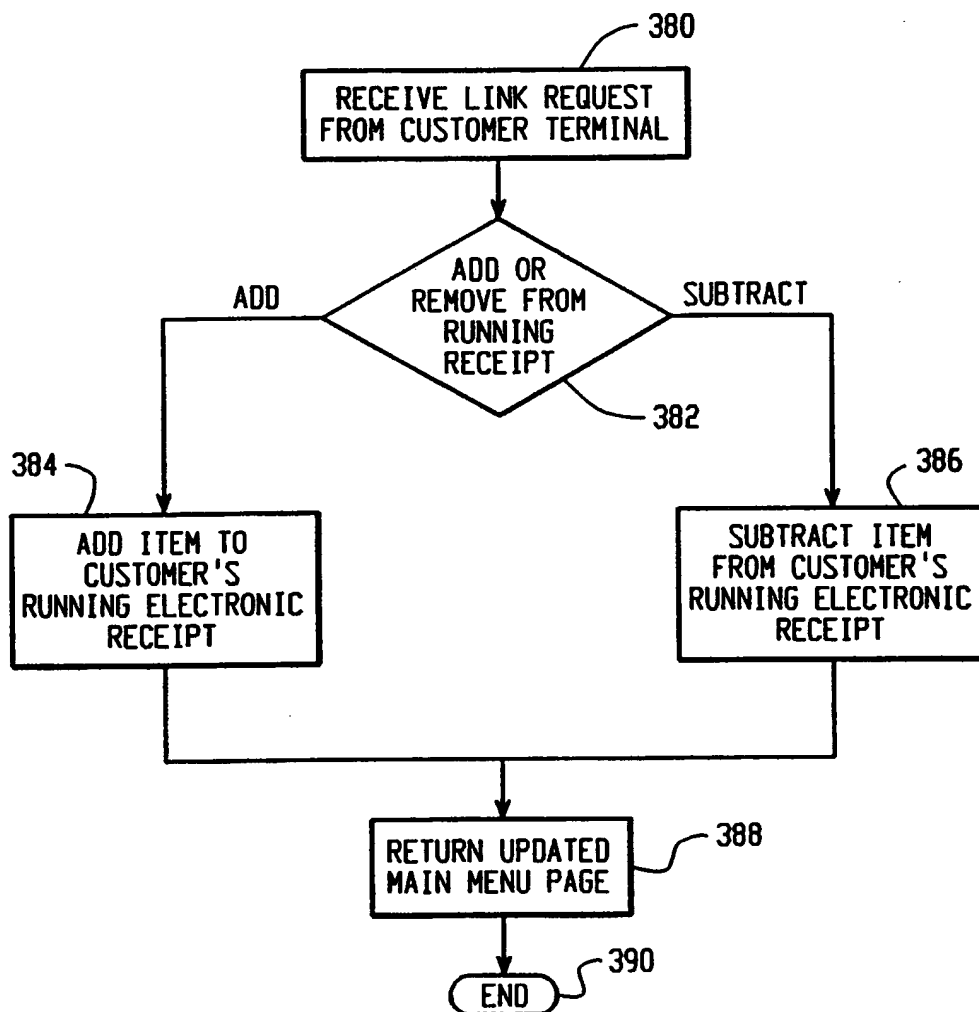 380
RECEIVE LINK REQUEST
FROM CUSTOMER TERMINAL
ADD OR
REMOVE FROM
RUNNING
RECEIPT
ADD
SUBTRACT
382
384
ADD ITEM TO
CUSTOMER'S
RUNNING ELECTRONIC
RECEIPT
386
SUBTRACT ITEM
FROM CUSTOMER'S
RUNNING ELECTRONIC
RECEIPT
RETURN UPDATED
MAIN MENU PAGE
388
END
390